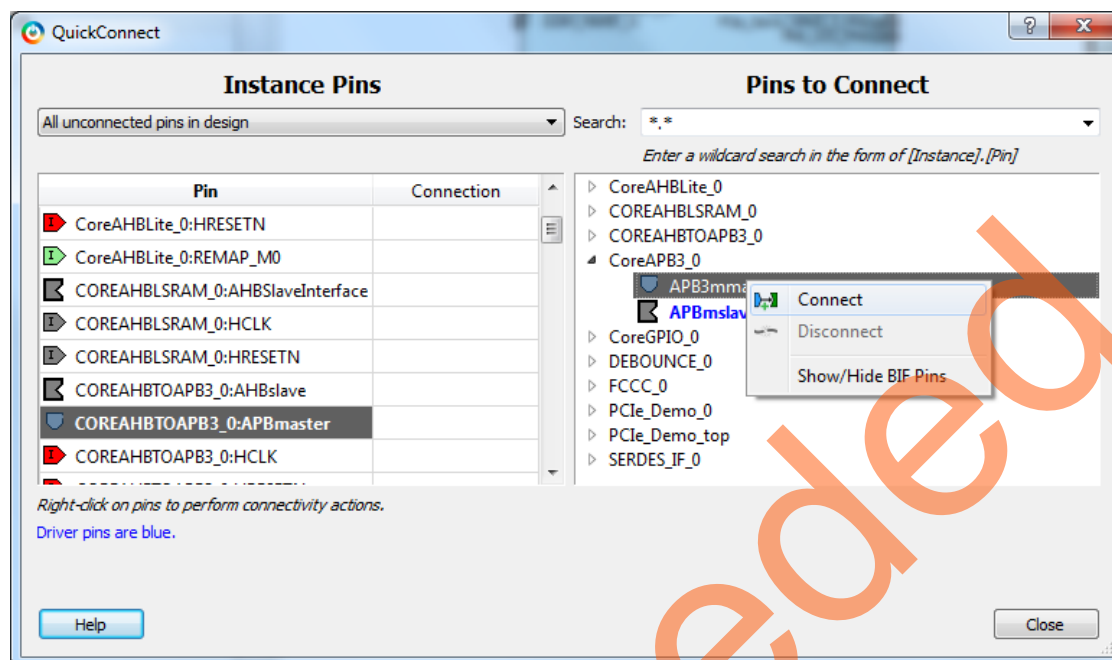 QuickConnect
Instance Pins
Pins to Connect
All unconnected pins in design
Search: *.*
Enter a wildcard search in the form of [Instance].[Pin]
Pin Connection
CoreAHBLite_0:HRESETN
CoreAHBLite_0:REMAP_M0
COREAHBLSRAM_0:AHBSlaveInterface
COREAHBLSRAM_0:HCLK
COREAHBLSRAM_0:HRESETN
COREAHBTOAPB3_0:AHBslave
COREAHBTOAPB3_0:APBmaster
COREAHBTOAPB3_0:HCLK
CoreAHBLite_0
COREAHBLSRAM_0
COREAHBTOAPB3_0
CoreAPB3_0
APB3mma
APBmslav
CoreGPIO_0
DEBOUNCE_0
FCCC_0
PCIe_Demo_0
PCIe_Demo_top
SERDES_IF_0
Connect
Disconnect
Show/Hide BIF Pins
Right-click on pins to perform connectivity actions.
Driver pins are blue.
Help
Close
eded